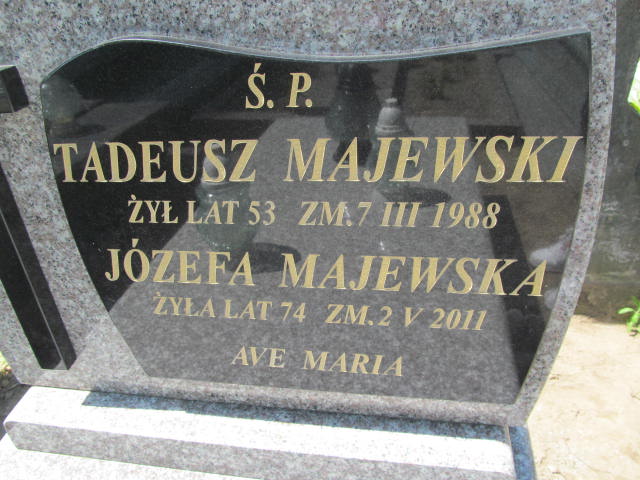 Ś. P.
TADEUSZ MAJEWSKI
ŻYŁ LAT 53 ZM. 7 III 1988
JÓZEFA MAJEWSKA
ŻYŁA LAT 74 ZM. 2 V 2011
AVE MARIA